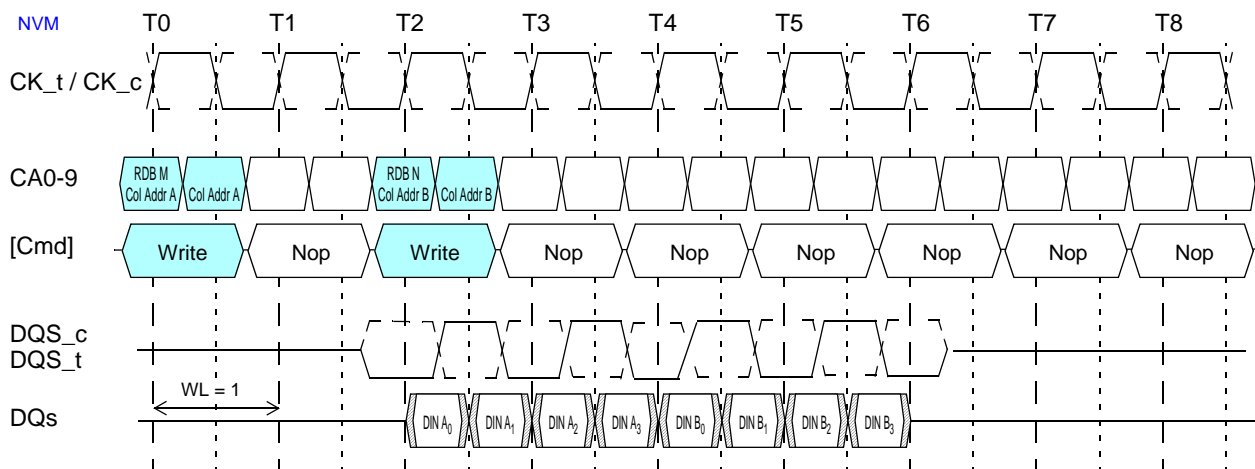 NVM T0 T1 T2 T3 T4 T5 T6 T7 T8
CK_t / CK_c
CA0-9
RDB M
Col Addr A
Col Addr A
RDB N
Col Addr B
Col Addr B
[Cmd] Write Nop Write Nop Nop Nop Nop Nop Nop
DQS_c
DQS_t
WL = 1
DQs DIN A0 DIN A1 DIN A2 DIN A3 DIN B0 DIN B1 DIN B2 DIN B3